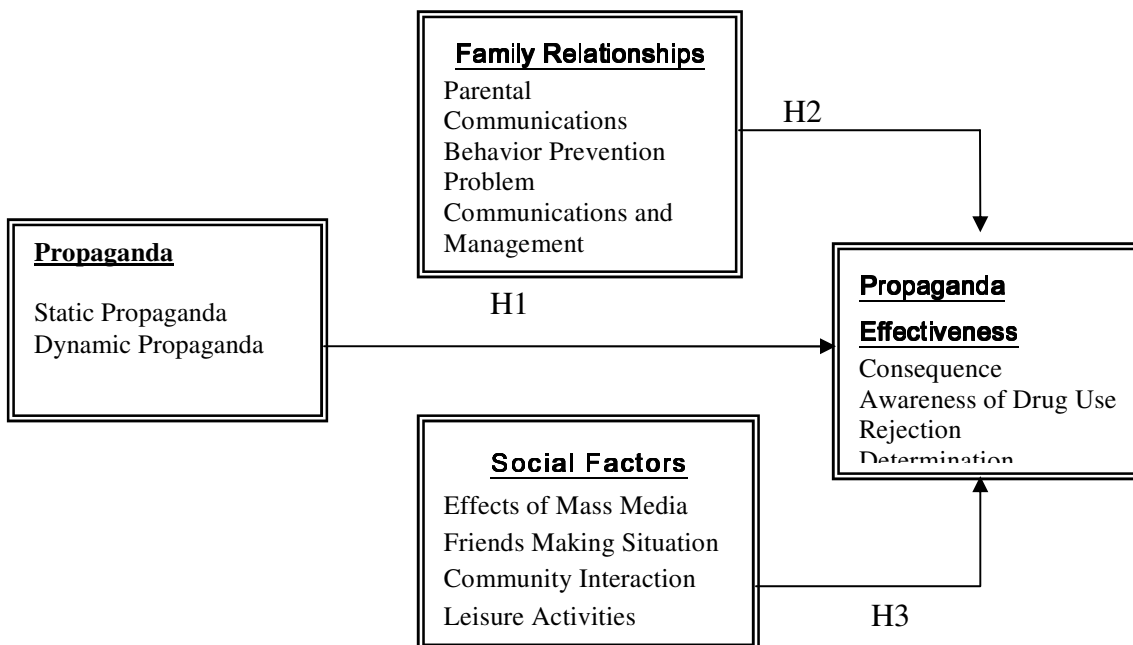 Family Relationships
Parental
Communications
Behavior Prevention
Problem
Communications and
Management
H2
Propaganda
Static Propaganda
Dynamic Propaganda
H1
Propaganda
Effectiveness
Consequence
Awareness of Drug Use
Rejection
Determination
Social Factors
Effects of Mass Media
Friends Making Situation
Community Interaction
Leisure Activities
H3